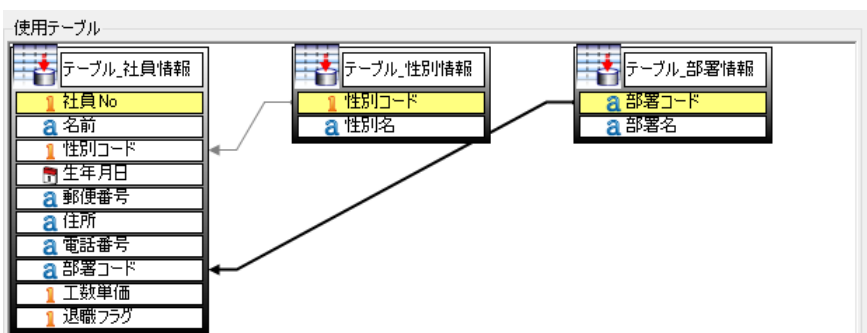 使用テーブル
テーブル_社員情報
社員No
名前
性別コード
生年月日
郵便番号
住所
電話番号
部署コード
工数単価
退職フラグ
テーブル_性別情報
性別コード
性別名
テーブル_部署情報
部署コード
部署名